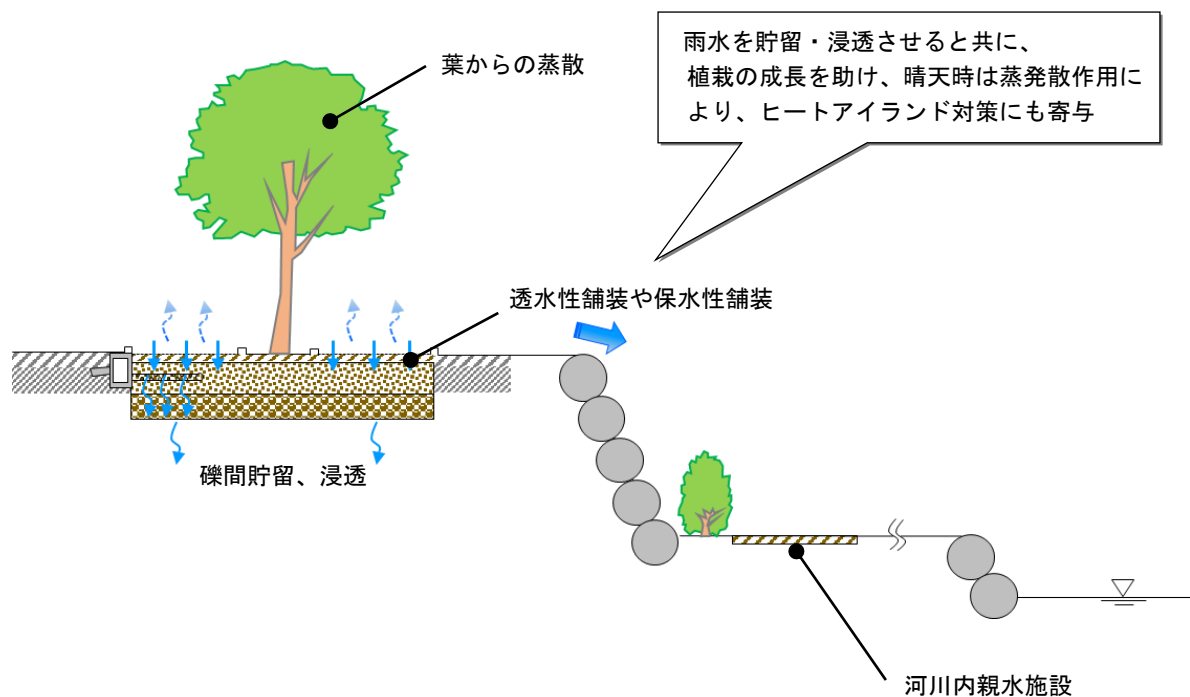 雨水を貯留・浸透させると共に、
植栽の成長を助け、晴天時は蒸発散作用に
より、ヒートアイランド対策にも寄与
葉からの蒸散
透水性舗装や保水性舗装
礫間貯留、浸透
河川内親水施設